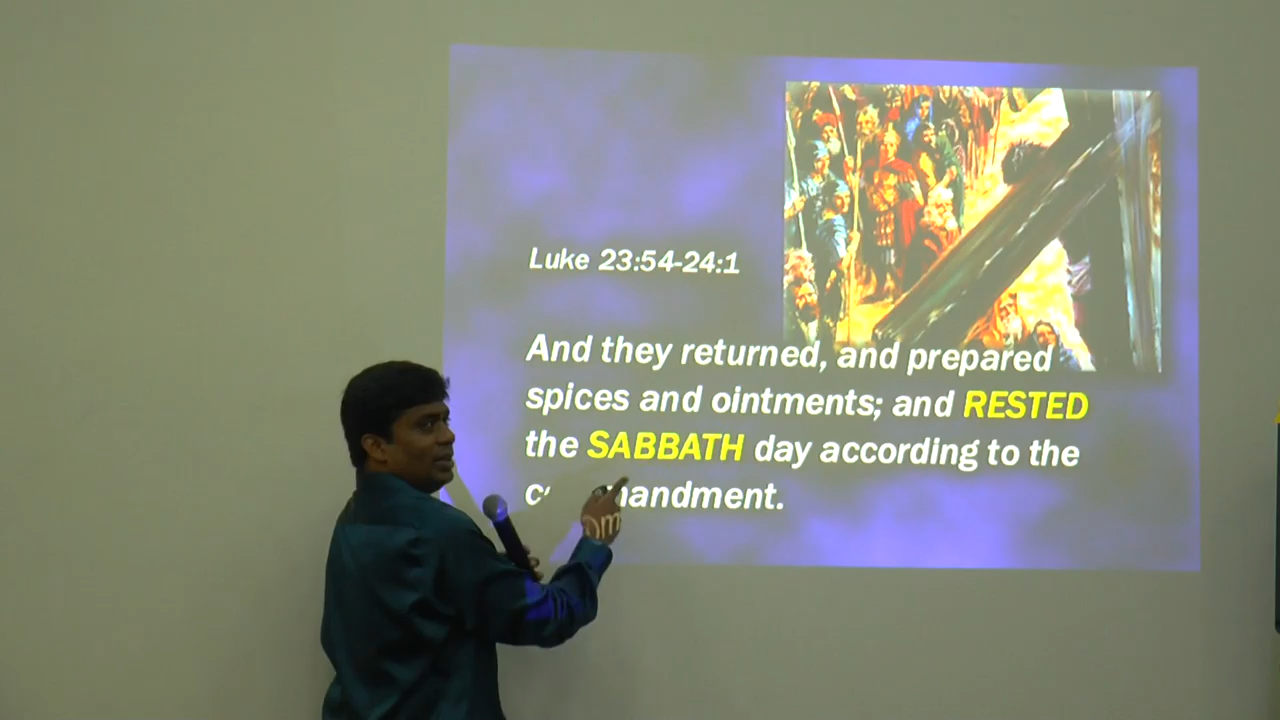 Luke 23:54-24:1
And they returned, and prepared
spices and ointments; and RESTED
the SABBATH day according to the
commandment.